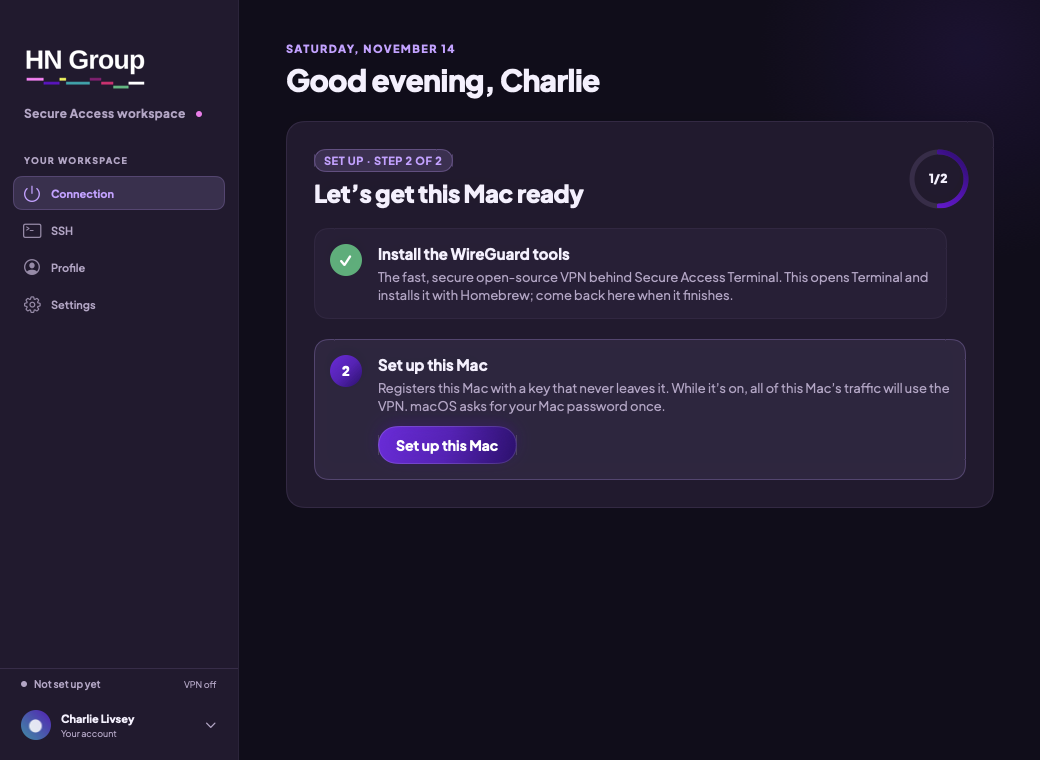 HN Group
Secure Access workspace
YOUR WORKSPACE
Connection
SSH
Profile
Settings
Not set up yet
VPN off
Charlie Livsey
Your account
SATURDAY, NOVEMBER 14
Good evening, Charlie
SET UP · STEP 2 OF 2
Let’s get this Mac ready
1/2
Install the WireGuard tools
The fast, secure open-source VPN behind Secure Access Terminal. This opens Terminal and
installs it with Homebrew; come back here when it finishes.
2
Set up this Mac
Registers this Mac with a key that never leaves it. While it’s on, all of this Mac’s traffic will use the
VPN. macOS asks for your Mac password once.
Set up this Mac